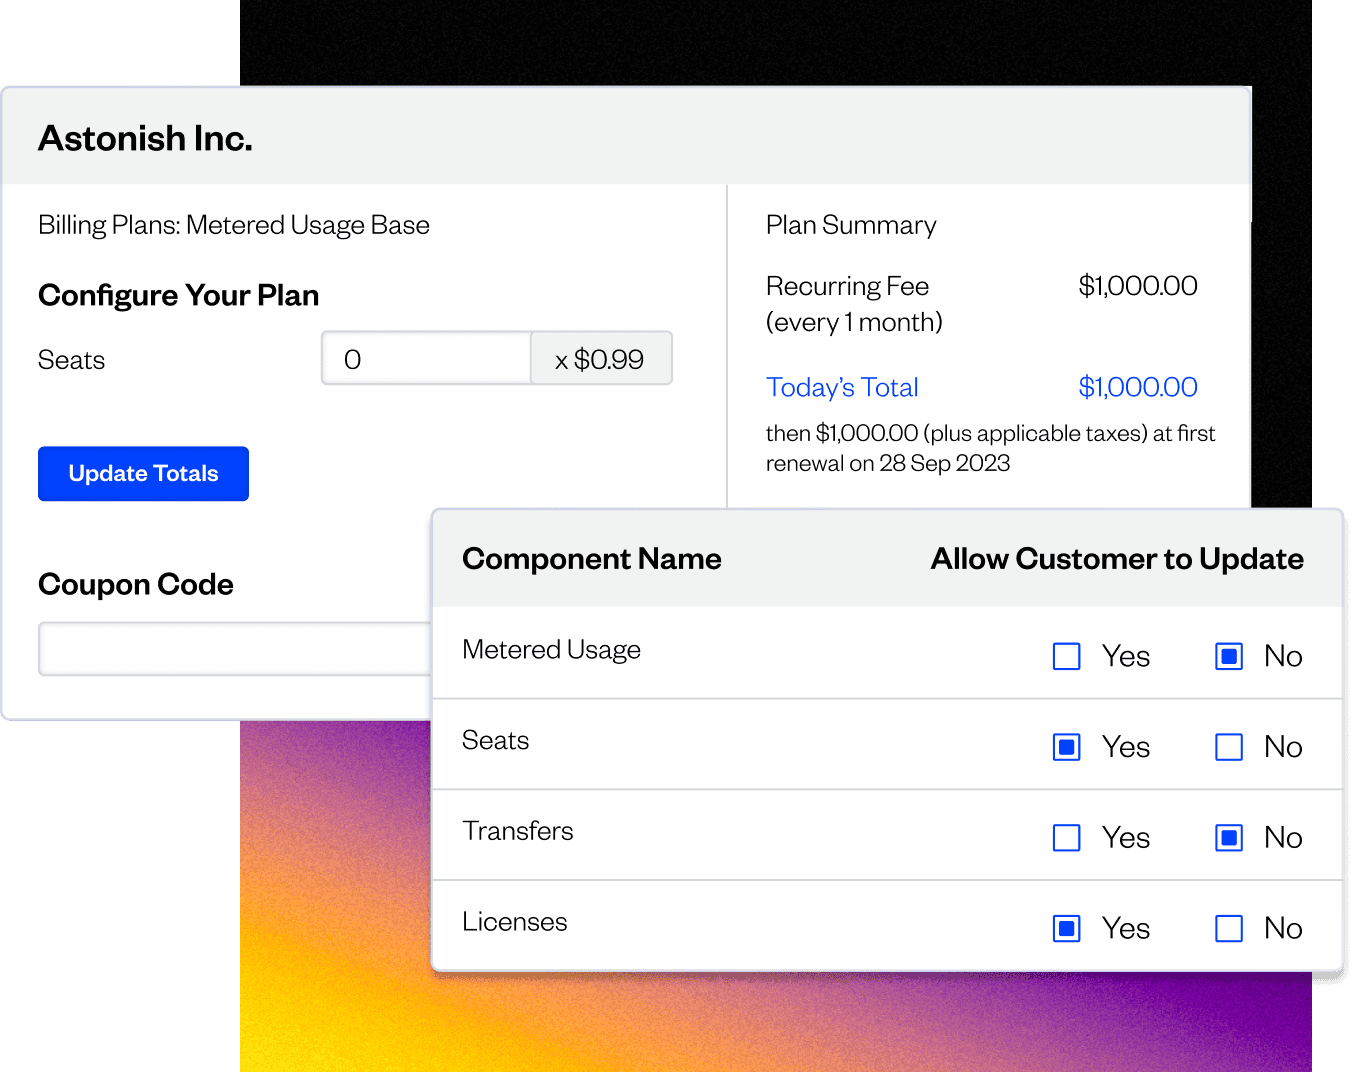 Astonish Inc.
Billing Plans: Metered Usage Base
Configure Your Plan
Seats 0 x $0.99
Update Totals
Coupon Code
Plan Summary
Recurring Fee $1,000.00
(every 1 month)
Today’s Total $1,000.00
then $1,000.00 (plus applicable taxes) at first
renewal on 28 Sep 2023
Component Name Allow Customer to Update
Metered Usage Yes No
Seats Yes No
Transfers Yes No
Licenses Yes No